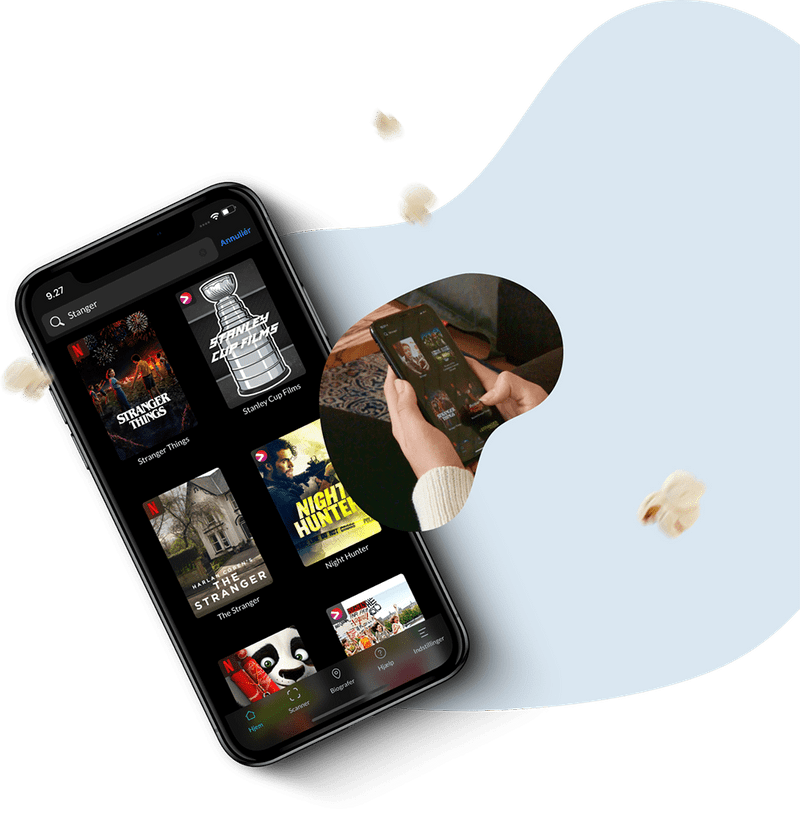 9.27
Annullér
Stanger
N
STRANGER
THINGS
Stranger Things
STANLEY
CUP FILMS
Stanley Cup Films
N
HARLAN COBEN'S
THE
STRANGER
The Stranger
NIGHT
HUNTER
Night Hunter
N
Hjem
Scanner
Biografer
Hjælp
Indstillinger